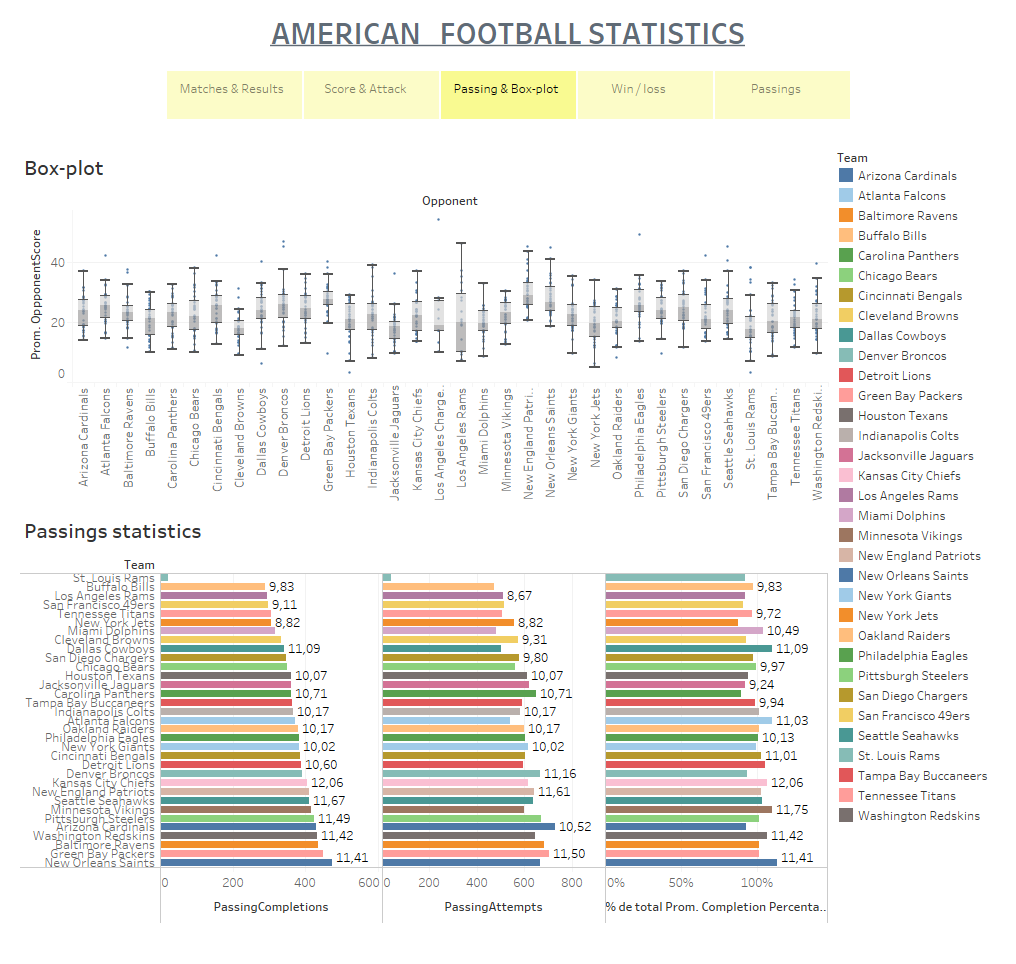 AMERICAN FOOTBALL STATISTICS
Matches & Results
Score & Attack
Passing & Box-plot
Win / loss
Passings
Box-plot
Opponent
Prom. OpponentScore
40
20
0
Arizona Cardinals
Atlanta Falcons
Baltimore Ravens
Buffalo Bills
Carolina Panthers
Chicago Bears
Cincinnati Bengals
Cleveland Browns
Dallas Cowboys
Denver Broncos
Detroit Lions
Green Bay Packers
Houston Texans
Indianapolis Colts
Jacksonville Jaguars
Kansas City Chiefs
Los Angeles Charge..
Los Angeles Rams
Miami Dolphins
Minnesota Vikings
New England Patri..
New Orleans Saints
New York Giants
New York Jets
Oakland Raiders
Philadelphia Eagles
Pittsburgh Steelers
San Diego Chargers
San Francisco 49ers
Seattle Seahawks
St. Louis Rams
Tampa Bay Buccan..
Tennessee Titans
Washington Redski..
Team
Arizona Cardinals
Atlanta Falcons
Baltimore Ravens
Buffalo Bills
Carolina Panthers
Chicago Bears
Cincinnati Bengals
Cleveland Browns
Dallas Cowboys
Denver Broncos
Detroit Lions
Green Bay Packers
Houston Texans
Indianapolis Colts
Jacksonville Jaguars
Kansas City Chiefs
Los Angeles Rams
Miami Dolphins
Minnesota Vikings
New England Patriots
New Orleans Saints
New York Giants
New York Jets
Oakland Raiders
Philadelphia Eagles
Pittsburgh Steelers
San Diego Chargers
San Francisco 49ers
Seattle Seahawks
St. Louis Rams
Tampa Bay Buccaneers
Tennessee Titans
Washington Redskins
Passings statistics
Team
St. Louis Rams
Buffalo Bills 9,83 9,83
Los Angeles Rams 8,67
San Francisco 49ers 9,11
Tennessee Titans 9,72
New York Jets 8,82 8,82
Miami Dolphins 10,49
Cleveland Browns 9,31
Dallas Cowboys 11,09 11,09
San Diego Chargers 9,80
Chicago Bears 9,97
Houston Texans 10,07 10,07
Jacksonville Jaguars 9,24
Carolina Panthers 10,71 10,71
Tampa Bay Buccaneers 9,94
Indianapolis Colts 10,17 10,17
Atlanta Falcons 11,03
Oakland Raiders 10,17 10,17
Philadelphia Eagles 10,13
New York Giants 10,02 10,02
Cincinnati Bengals 11,01
Detroit Lions 10,60
Denver Broncos 11,16
Kansas City Chiefs 12,06 12,06
New England Patriots 11,61
Seattle Seahawks 11,67
Minnesota Vikings 11,75
Pittsburgh Steelers 11,49
Arizona Cardinals 10,52
Washington Redskins 11,42 11,42
Baltimore Ravens
Green Bay Packers 11,50
New Orleans Saints 11,41 11,41
0 200 400 600 0 200 400 600 800 0% 50% 100%
PassingCompletions
PassingAttempts
% de total Prom. Completion Percenta..